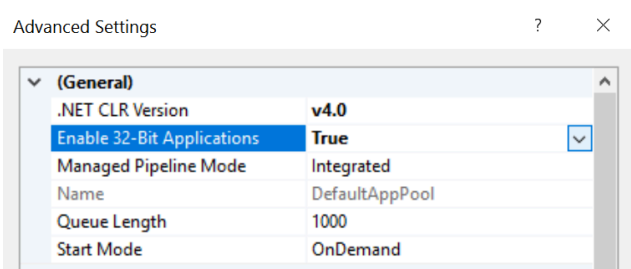 Advanced Settings ?
(General)
.NET CLR Version v4.0
Enable 32-Bit Applications True
Managed Pipeline Mode Integrated
Name DefaultAppPool
Queue Length 1000
Start Mode OnDemand